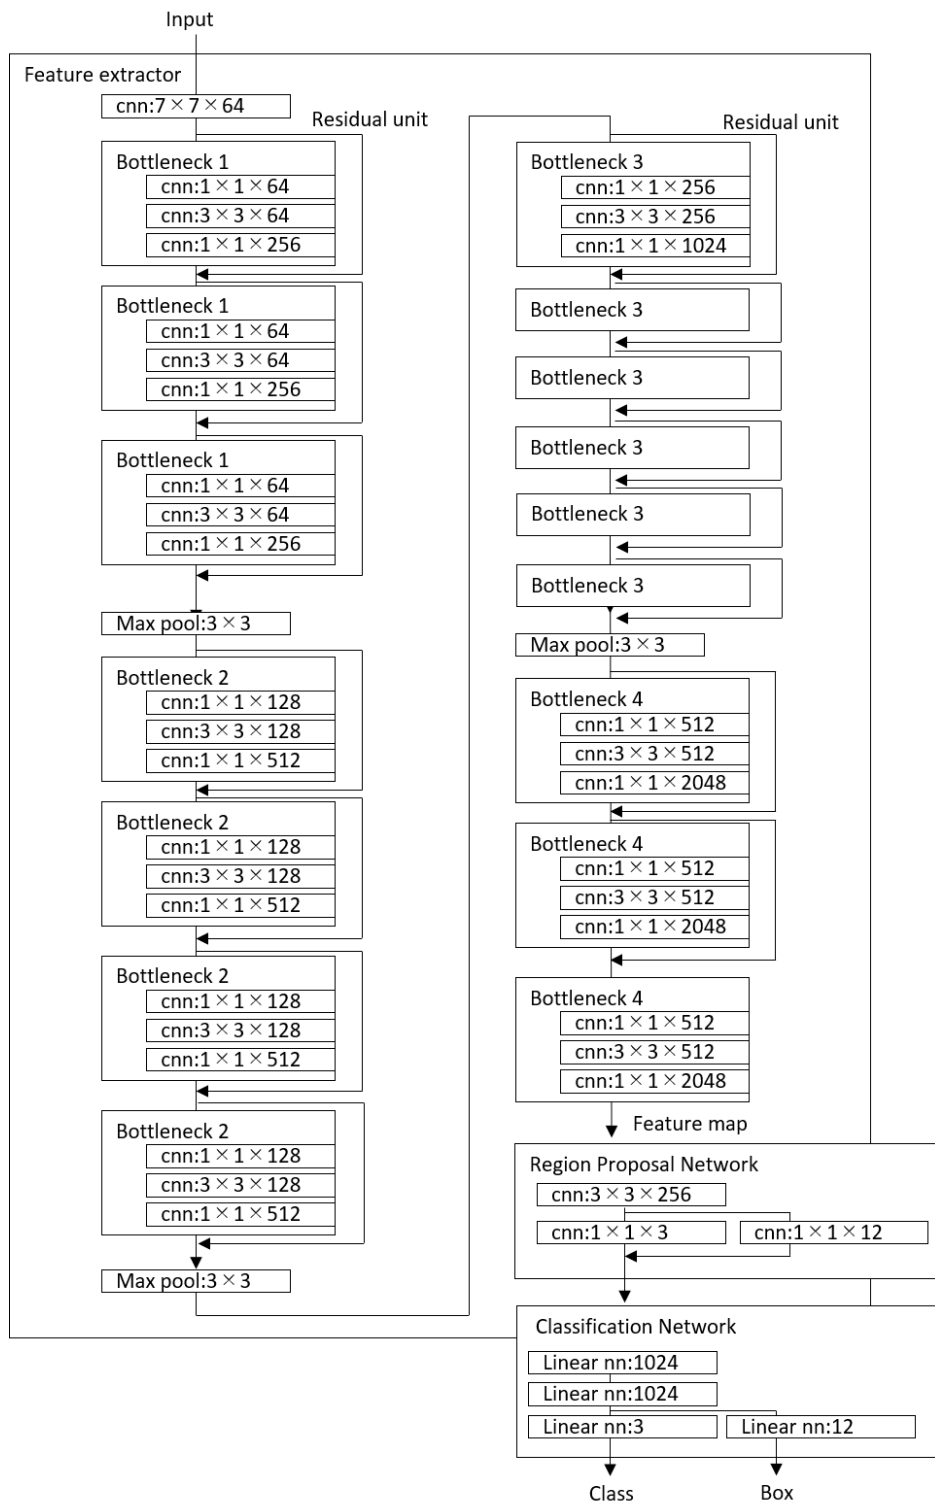 Input
Feature extractor
cnn:7×7×64
Residual unit
Bottleneck 1
cnn:1×1×64
cnn:3×3×64
cnn:1×1×256
Bottleneck 1
cnn:1×1×64
cnn:3×3×64
cnn:1×1×256
Bottleneck 1
cnn:1×1×64
cnn:3×3×64
cnn:1×1×256
Max pool:3×3
Bottleneck 2
cnn:1×1×128
cnn:3×3×128
cnn:1×1×512
Bottleneck 2
cnn:1×1×128
cnn:3×3×128
cnn:1×1×512
Bottleneck 2
cnn:1×1×128
cnn:3×3×128
cnn:1×1×512
Bottleneck 2
cnn:1×1×128
cnn:3×3×128
cnn:1×1×512
Max pool:3×3
Residual unit
Bottleneck 3
cnn:1×1×256
cnn:3×3×256
cnn:1×1×1024
Bottleneck 3
Bottleneck 3
Bottleneck 3
Bottleneck 3
Bottleneck 3
Max pool:3×3
Bottleneck 4
cnn:1×1×512
cnn:3×3×512
cnn:1×1×2048
Bottleneck 4
cnn:1×1×512
cnn:3×3×512
cnn:1×1×2048
Bottleneck 4
cnn:1×1×512
cnn:3×3×512
cnn:1×1×2048
Feature map
Region Proposal Network
cnn:3×3×256
cnn:1×1×3
cnn:1×1×12
Classification Network
Linear nn:1024
Linear nn:1024
Linear nn:3
Linear nn:12
Class
Box